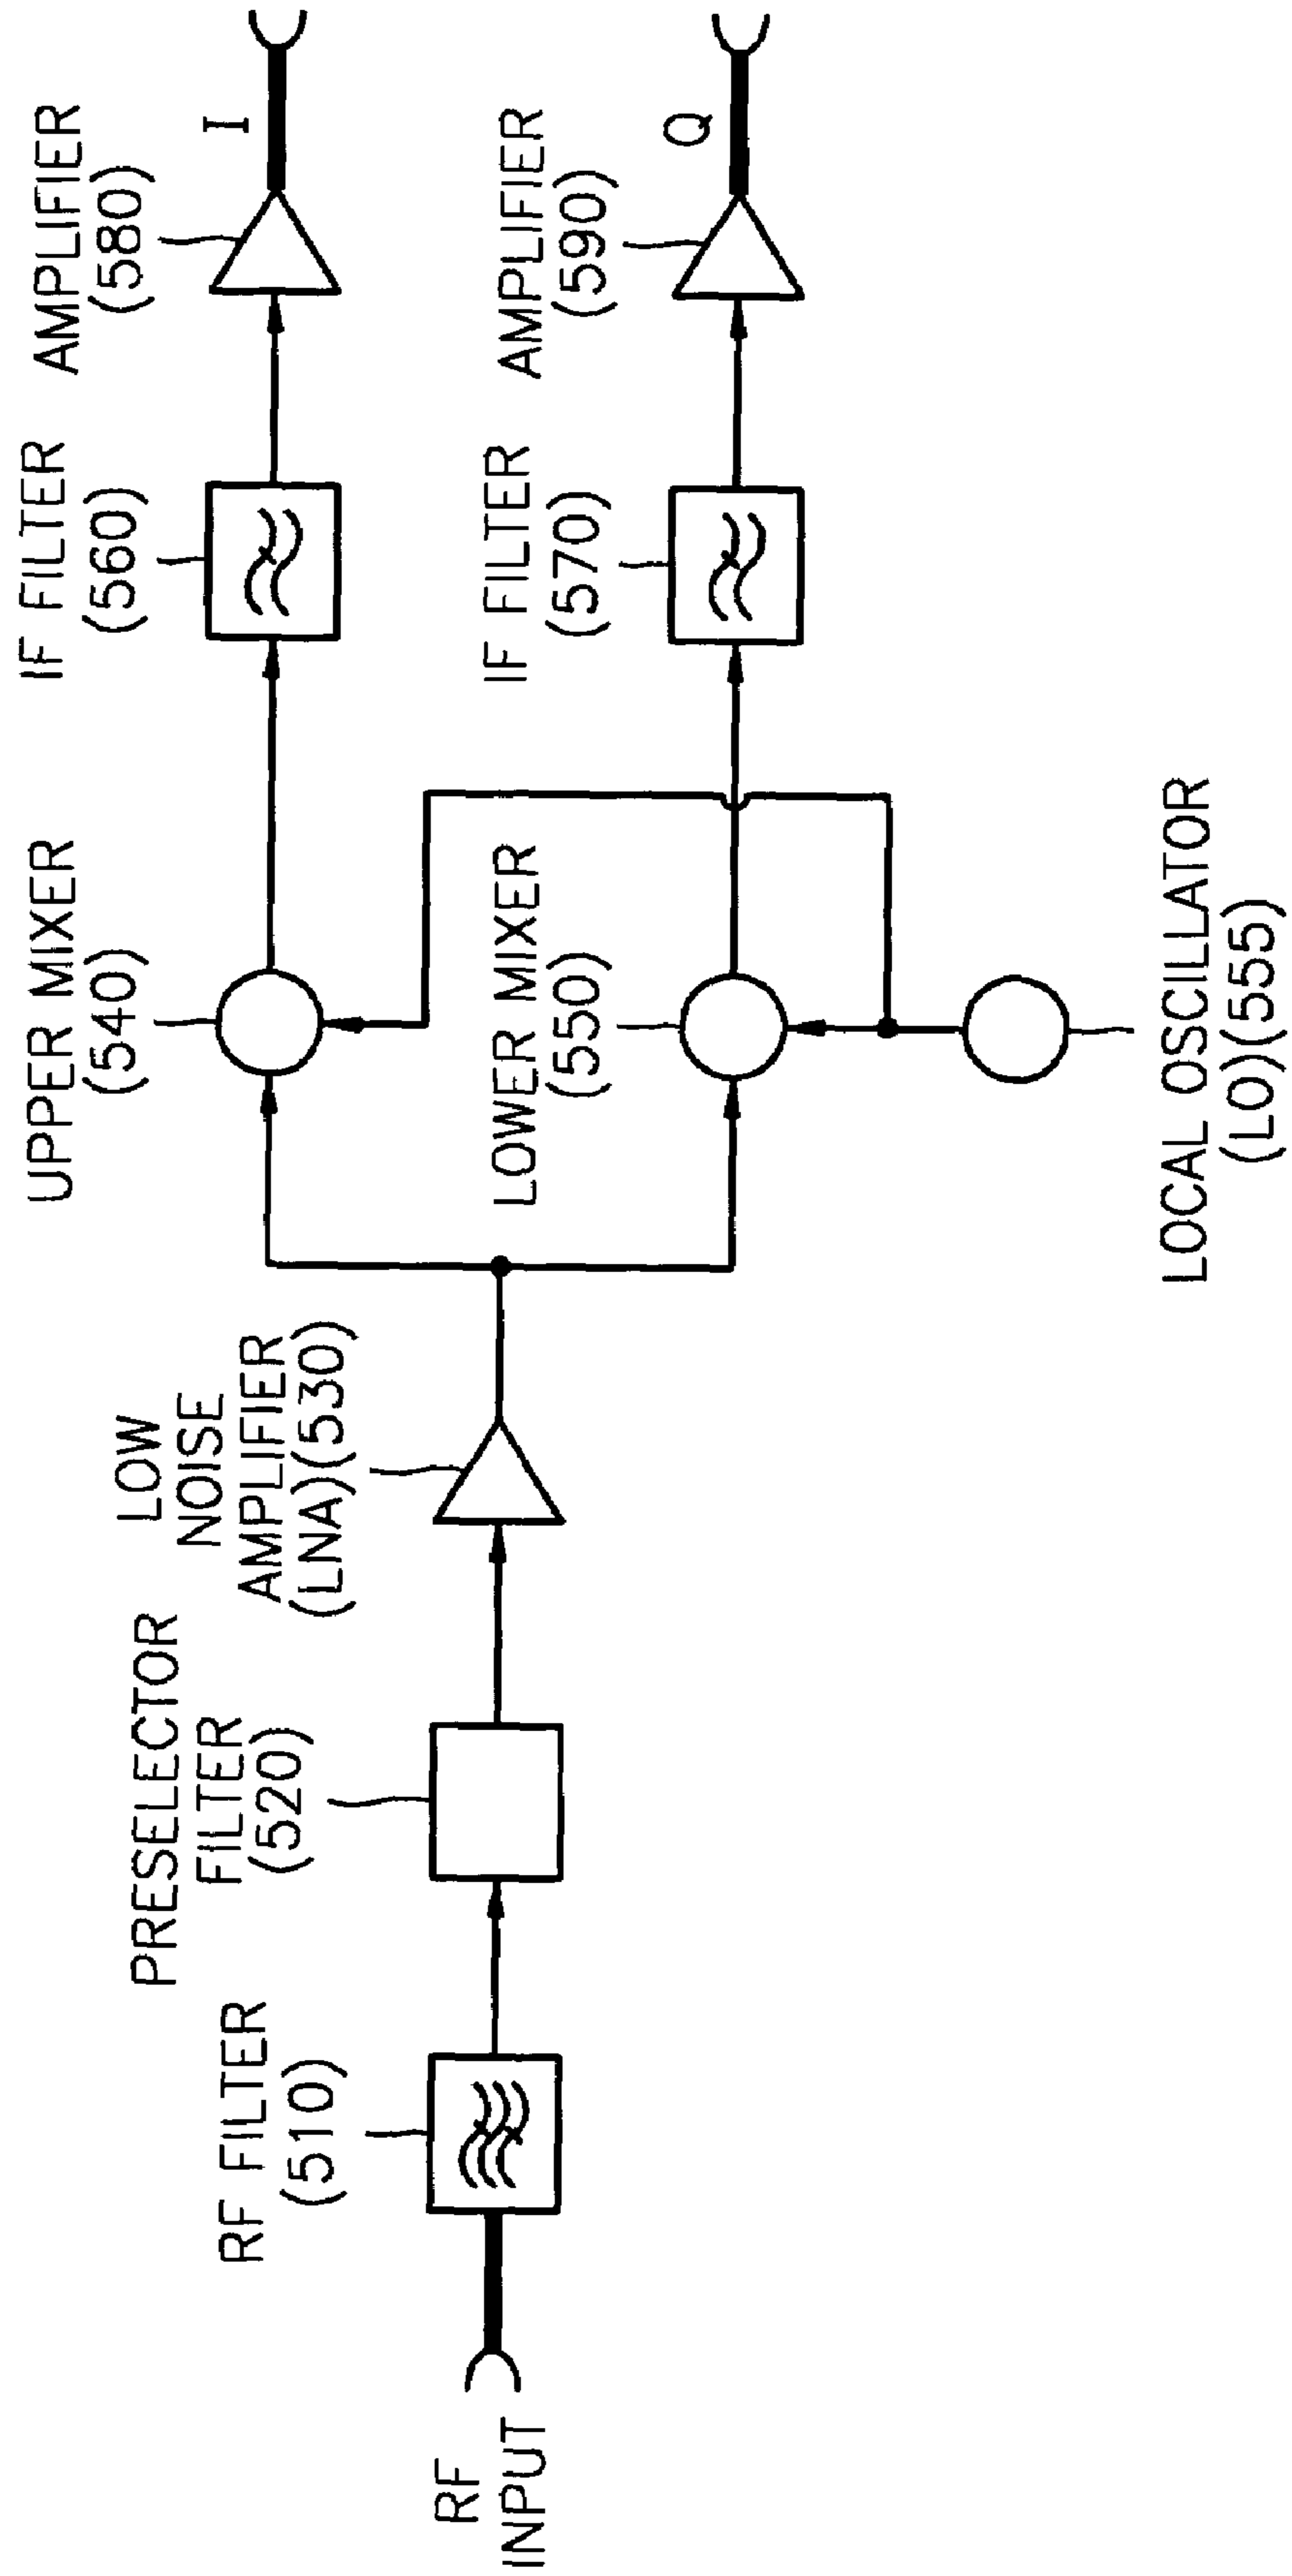 RF
INPUT
RF FILTER
(510)
PRESELECTOR
FILTER
(520)
LOW
NOISE
AMPLIFIER
(LNA)(530)
UPPER MIXER
(540)
LOWER MIXER
(550)
LOCAL OSCILLATOR
(LO)(555)
IF FILTER
(560)
IF FILTER
(570)
AMPLIFIER
(580)
I
AMPLIFIER
(590)
Q